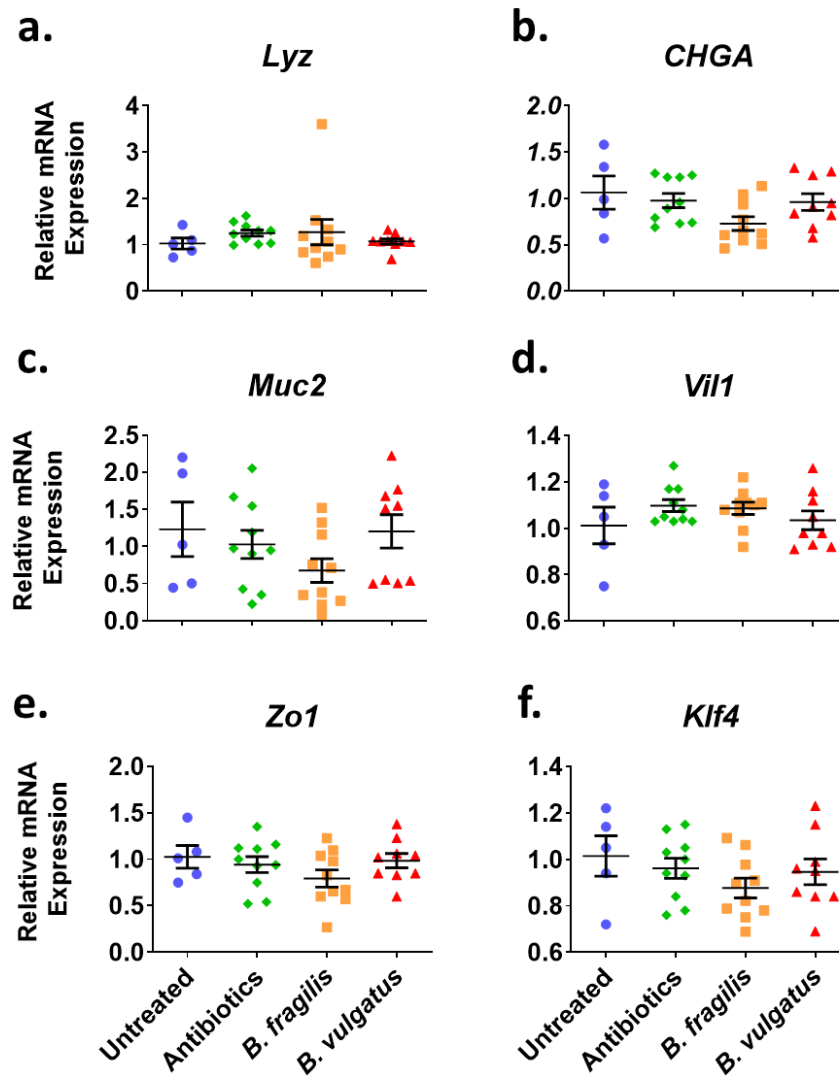 a.
Lyz
Relative mRNA
Expression
4
3
2
1
0
b.
CHGA
2.0
1.5
1.0
0.5
0.0
c.
Muc2
Relative mRNA
Expression
2.5
2.0
1.5
1.0
0.5
0.0
d.
Vil1
1.4
1.2
1.0
0.8
0.6
e.
Zo1
Relative mRNA
Expression
2.0
1.5
1.0
0.5
0.0
Untreated
Antibiotics
B. fragilis
B. vulgatus
f.
Klf4
1.4
1.2
1.0
0.8
0.6
Untreated
Antibiotics
B. fragilis
B. vulgatus